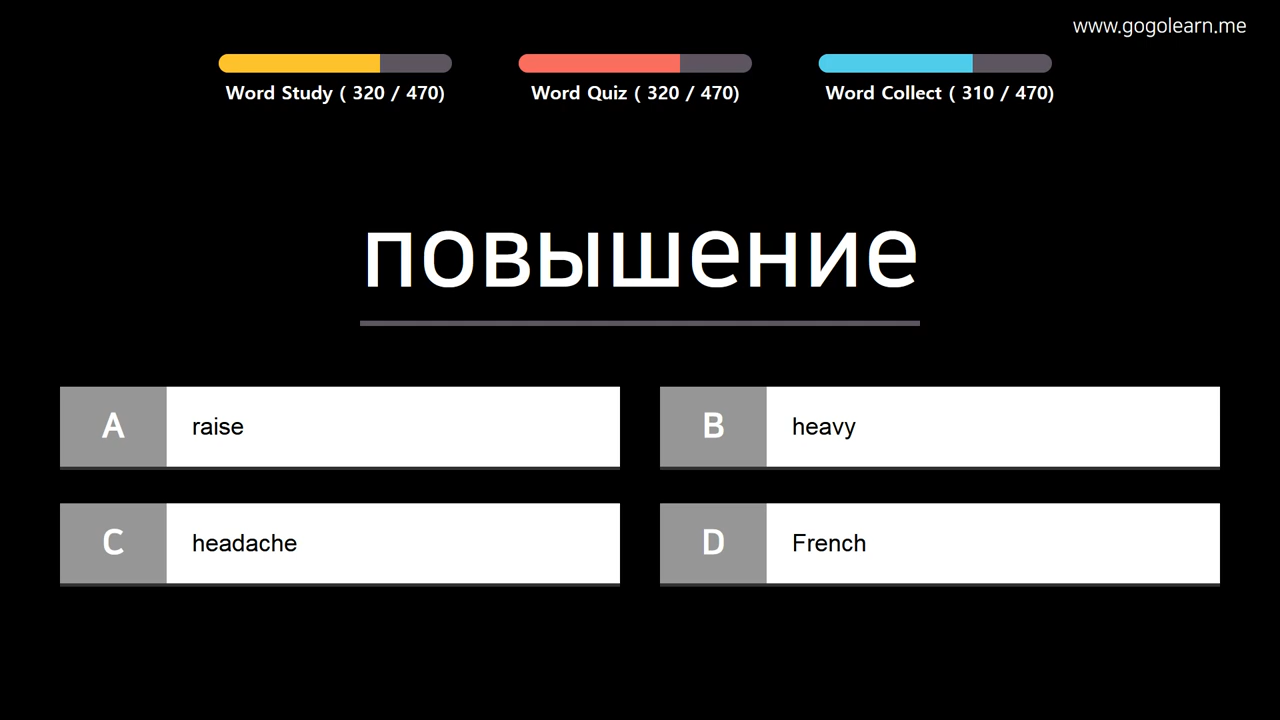 www.gogolearn.me
Word Study ( 320 / 470)
Word Quiz ( 320 / 470)
Word Collect ( 310 / 470)
повышение
A raise
B heavy
C headache
D French